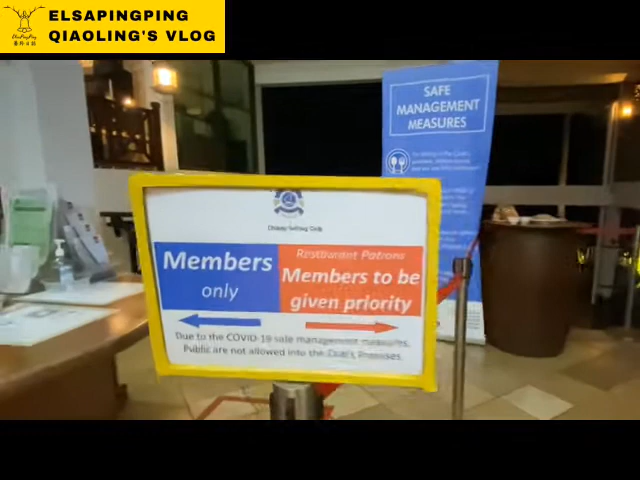 ELSAPINGPING
QIAOLING'S VLOG
SAFE
MANAGEMENT
MEASURES
Members
only
Restaurant Patrons
Members to be
given priority
Due to the COVID-19 safe management measures.
Public are not allowed into the Club's Premises.